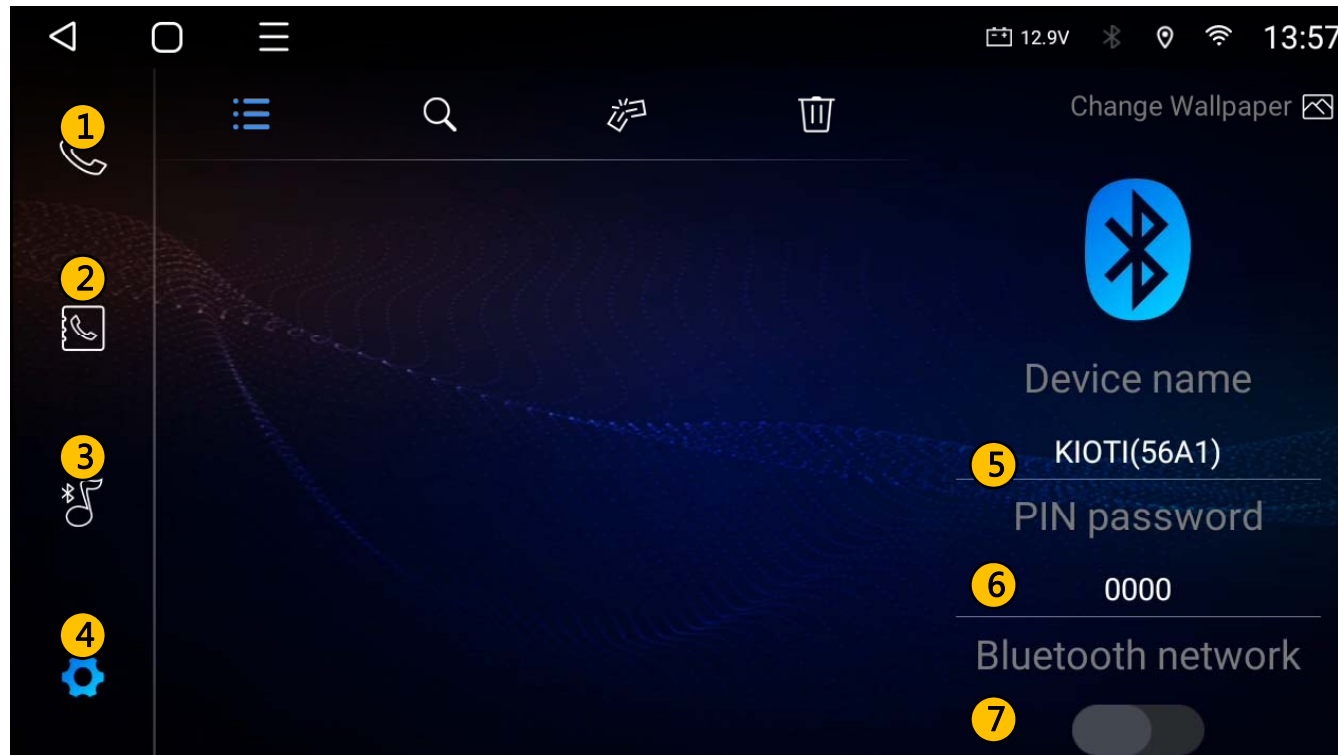 12.9V
13:57
Change Wallpaper
1
2
3
4
Device name
5 KIOTI(56A1)
PIN password
6 0000
Bluetooth network
7